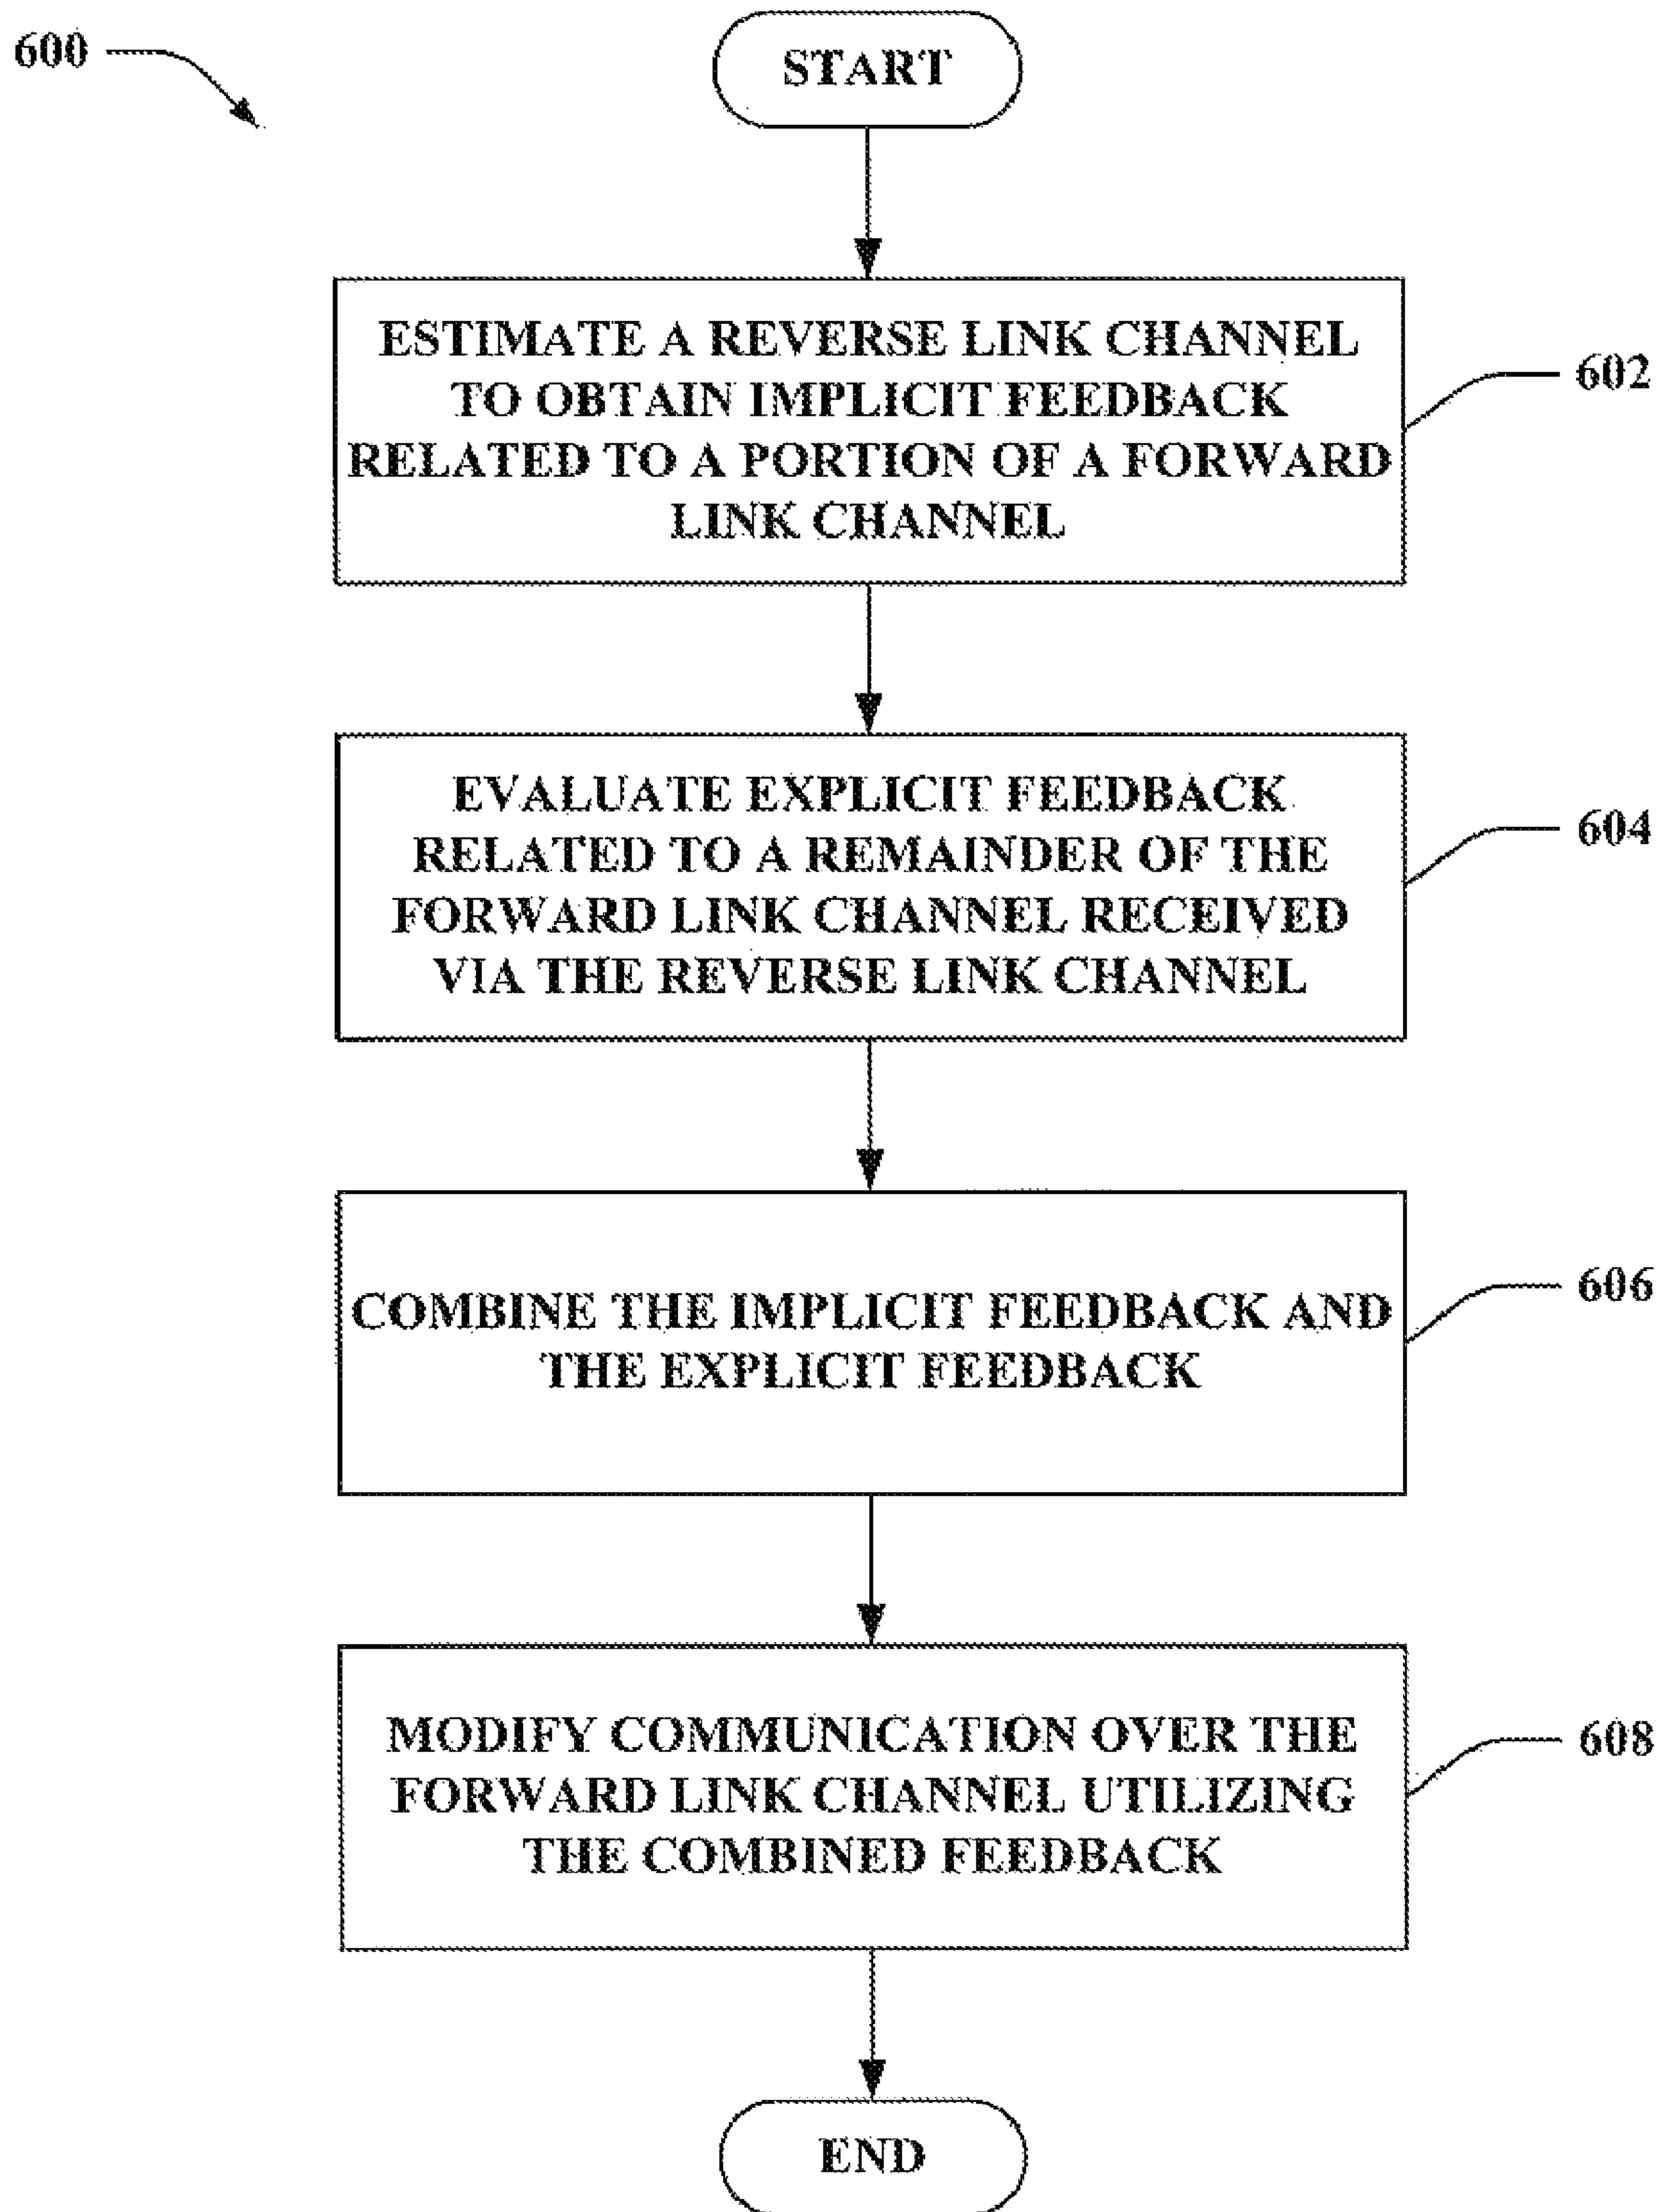 600
START
ESTIMATE A REVERSE LINK CHANNEL
TO OBTAIN IMPLICIT FEEDBACK
RELATED TO A PORTION OF A FORWARD
LINK CHANNEL
602
EVALUATE EXPLICIT FEEDBACK
RELATED TO A REMAINDER OF THE
FORWARD LINK CHANNEL RECEIVED
VIA THE REVERSE LINK CHANNEL
604
COMBINE THE IMPLICIT FEEDBACK AND
THE EXPLICIT FEEDBACK
606
MODIFY COMMUNICATION OVER THE
FORWARD LINK CHANNEL UTILIZING
THE COMBINED FEEDBACK
608
END